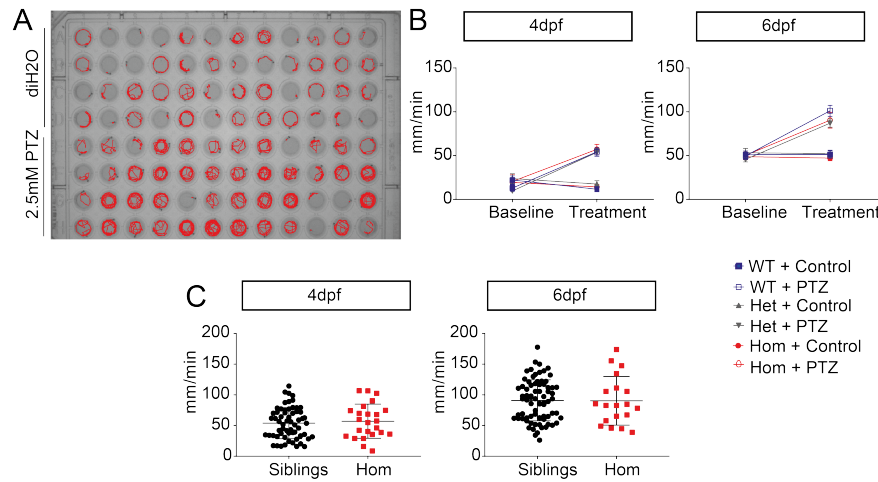 A
diH2O
2.5mM PTZ
B
4dpf
6dpf
mm/min
150
100
50
0
Baseline
Treatment
mm/min
150
100
50
0
Baseline
Treatment
WT + Control
WT + PTZ
Het + Control
Het + PTZ
Hom + Control
Hom + PTZ
C
4dpf
6dpf
mm/min
200
150
100
50
0
Siblings
Hom
mm/min
200
150
100
50
0
Siblings
Hom